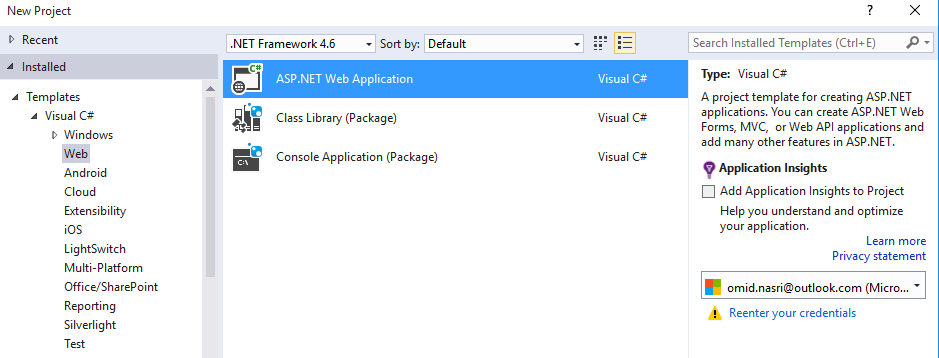 New Project
? ×
Recent
.NET Framework 4.6 Sort by: Default Search Installed Templates (Ctrl+E)
Installed
Templates
Visual C#
Windows
Web
Android
Cloud
Extensibility
iOS
LightSwitch
Multi-Platform
Office/SharePoint
Reporting
Silverlight
Test
C#
ASP.NET Web Application Visual C#
Class Library (Package) Visual C#
C:\
Console Application (Package) Visual C#
Type: Visual C#
A project template for creating ASP.NET
applications. You can create ASP.NET Web
Forms, MVC, or Web API applications and
add many other features in ASP.NET.
Application Insights
Add Application Insights to Project
Help you understand and optimize
your application.
Learn more
Privacy statement
omid.nasri@outlook.com (Micro...
Reenter your credentials